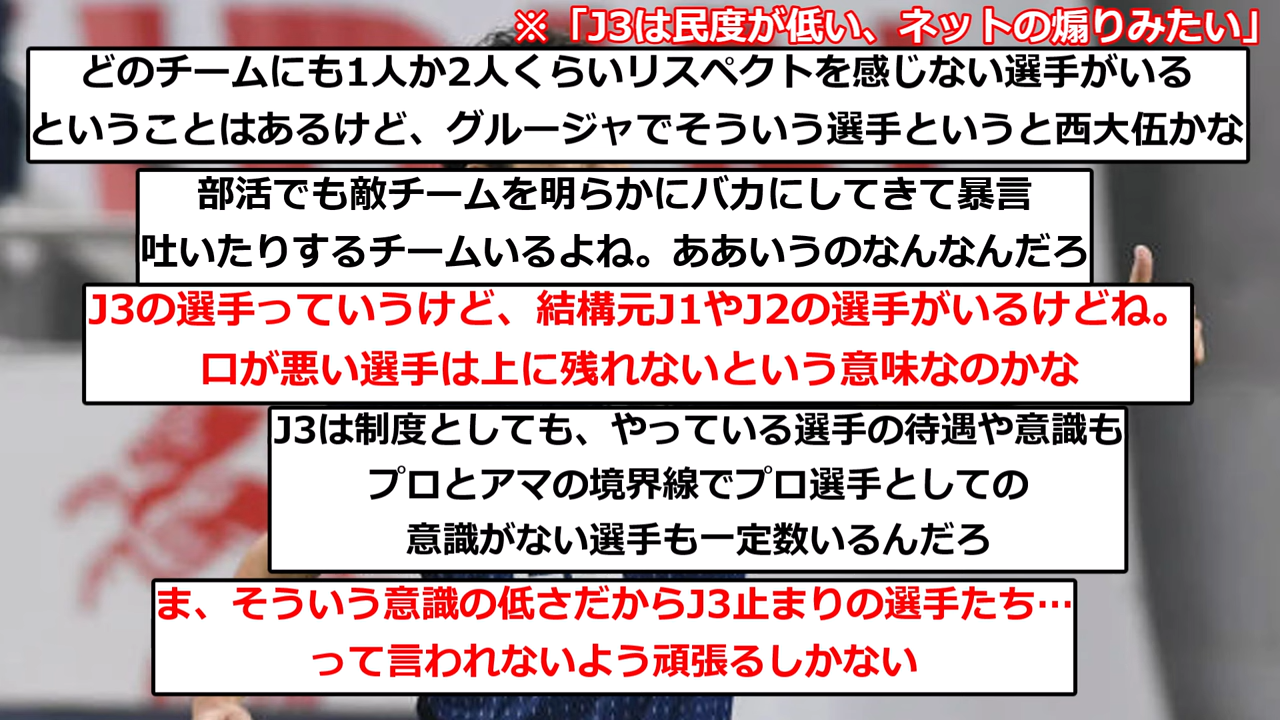 ※「J3は民度が低い、ネットの煽りみたい」
どのチームにも1人か2人くらいリスペクトを感じない選手がいる
ということはあるけど、グルージャでそういう選手というと西大伍かな
部活でも敵チームを明らかにバカにしてきて暴言
吐いたりするチームいるよね。ああいうのなんなんだろ
J3の選手っていうけど、結構元J1やJ2の選手がいるけどね。
口が悪い選手は上に残れないという意味なのかな
J3は制度としても、やっている選手の待遇や意識も
プロとアマの境界線でプロ選手としての
意識がない選手も一定数いるんだろ
ま、そういう意識の低さだからJ3止まりの選手たち…
って言われないよう頑張るしかない